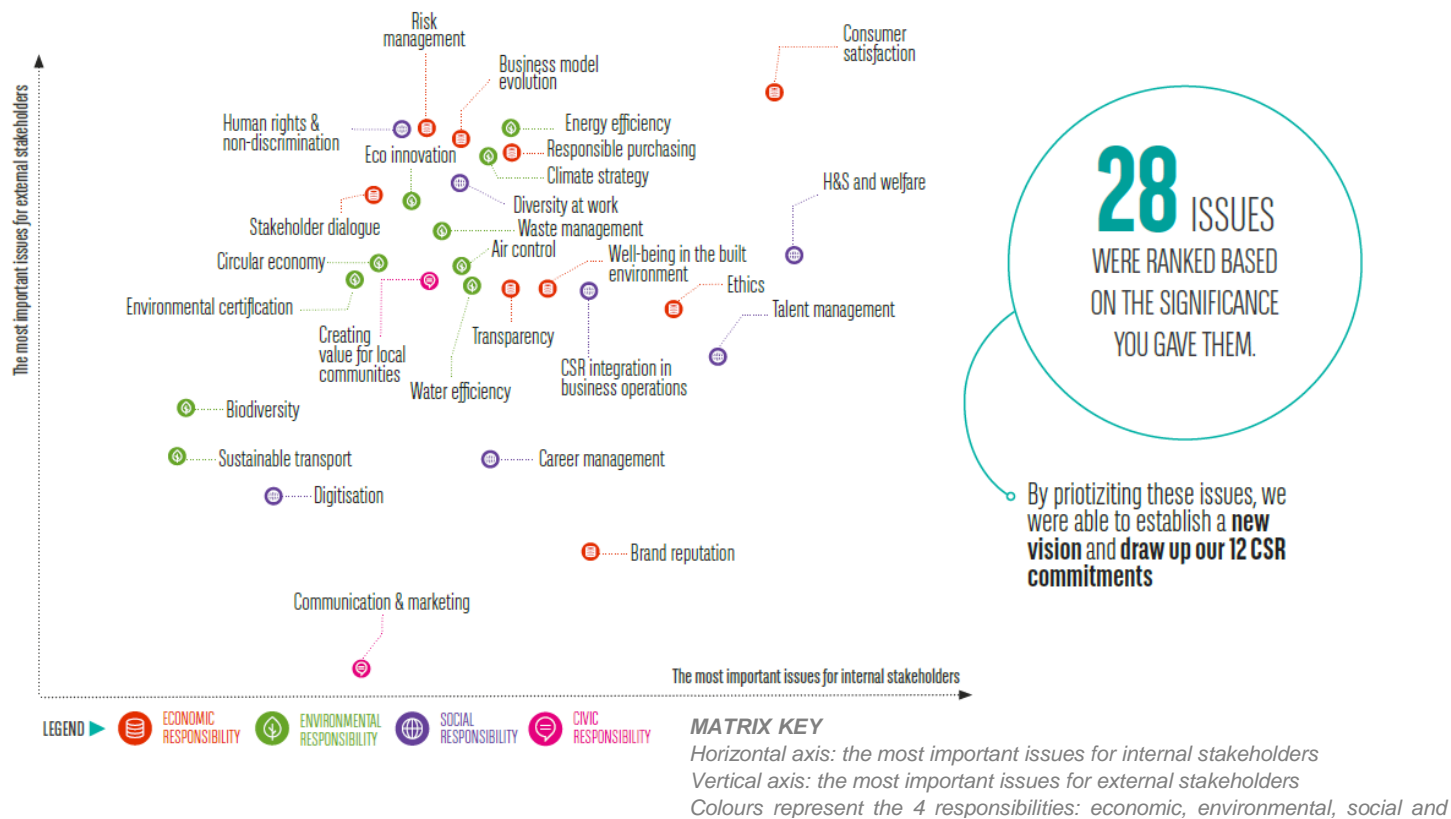 Risk
management
Consumer
satisfaction
Business model
evolution
The most important issues for external stakeholders
Human rights &
non-discrimination
Energy efficiency
Eco innovation
Responsible purchasing
Climate strategy
H&S and welfare
Diversity at work
Stakeholder dialogue
Waste management
Air control
Well-being in the built
environment
Circular economy
Ethics
Environmental certification
Talent management
Creating
value for local
communities
Transparency
CSR integration in
business operations
Water efficiency
Biodiversity
Sustainable transport
Career management
Digitisation
Brand reputation
Communication & marketing
The most important issues for internal stakeholders
28 ISSUES
WERE RANKED BASED
ON THE SIGNIFICANCE
YOU GAVE THEM.
By priotiziting these issues, we
were able to establish a new
vision and draw up our 12 CSR
commitments
LEGEND
ECONOMIC
RESPONSIBILITY
ENVIRONMENTAL
RESPONSIBILITY
SOCIAL
RESPONSIBILITY
CIVIC
RESPONSIBILITY
MATRIX KEY
Horizontal axis: the most important issues for internal stakeholders
Vertical axis: the most important issues for external stakeholders
Colours represent the 4 responsibilities: economic, environmental, social and